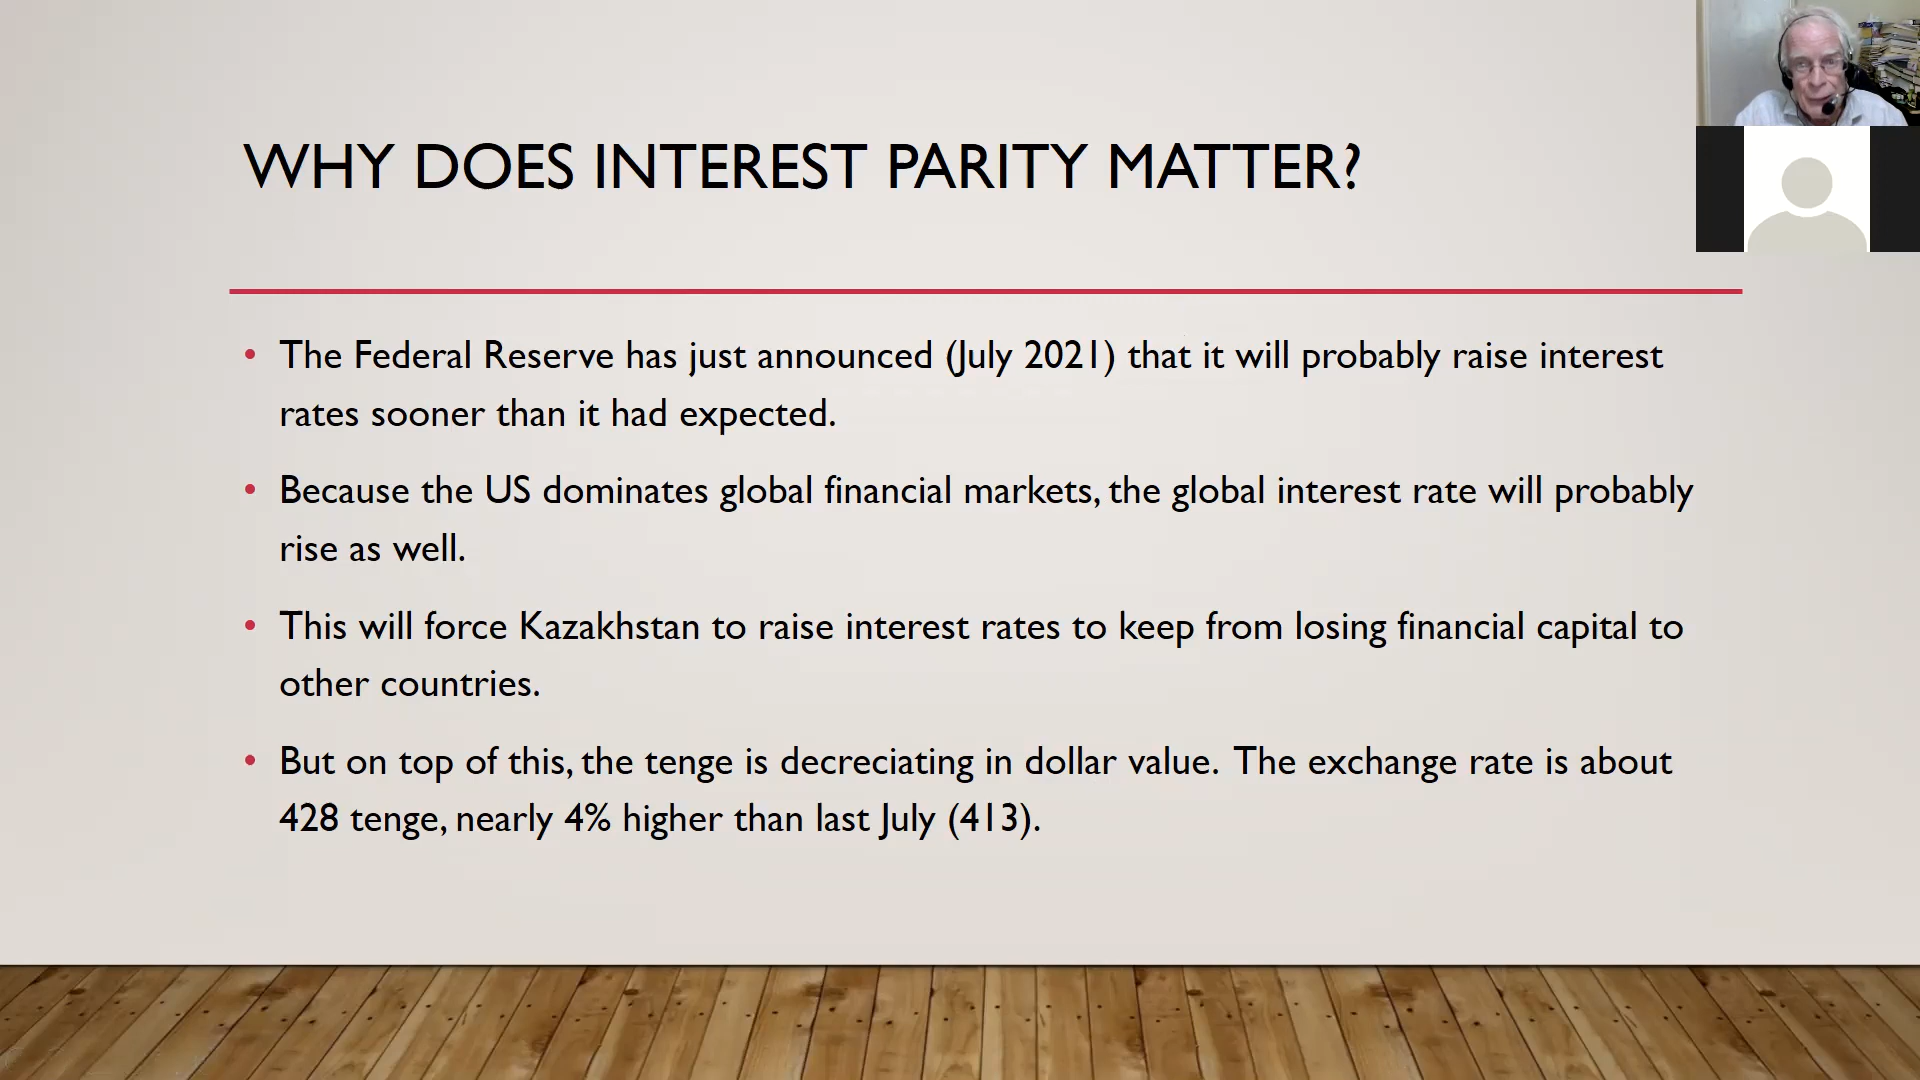 WHY DOES INTEREST PARITY MATTER?
• The Federal Reserve has just announced (July 2021) that it will probably raise interest
rates sooner than it had expected.
• Because the US dominates global financial markets, the global interest rate will probably
rise as well.
• This will force Kazakhstan to raise interest rates to keep from losing financial capital to
other countries.
• But on top of this, the tenge is decreciating in dollar value. The exchange rate is about
428 tenge, nearly 4% higher than last July (413).